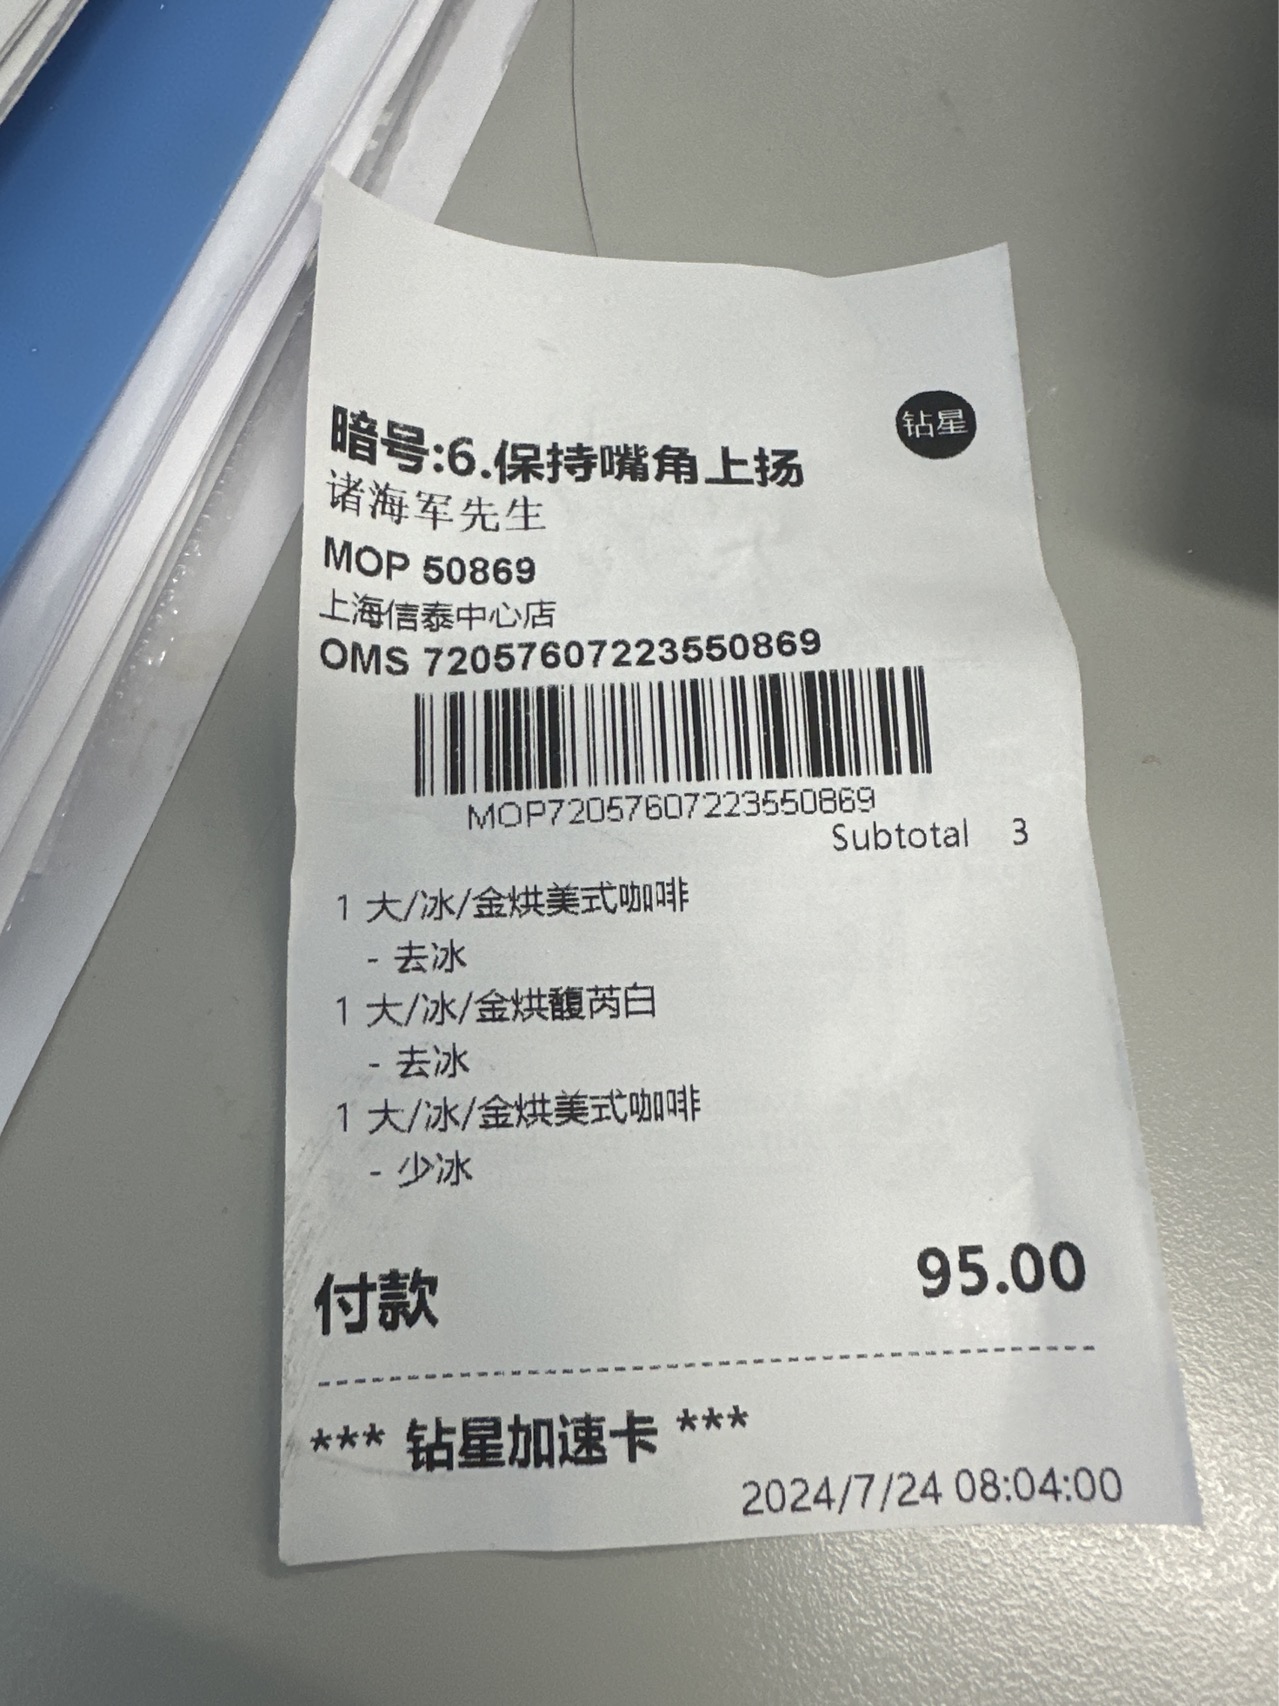 钻星
暗号:6.保持嘴角上扬
诸海军先生
MOP 50869
上海信泰中心店
OMS 72057607223550869
MOP72057607223550869
Subtotal 3
1 大/冰/金烘美式咖啡
- 去冰
1 大/冰/金烘馥芮白
- 去冰
1 大/冰/金烘美式咖啡
- 少冰
付款 95.00
*** 钻星加速卡 ***
2024/7/24 08:04:00